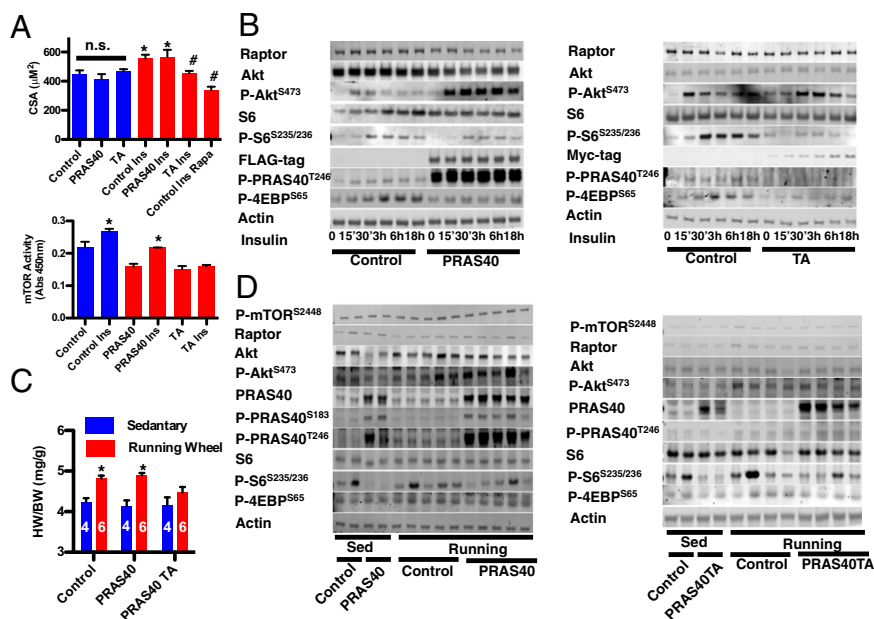 A
n.s.
* * # #
CSA (µM²)
600
400
200
0
Control
PRAS40
TA
Control Ins
PRAS40 Ins
TA Ins
Control Ins Rapa
mTOR Activity
(Abs 450nm)
0.3
0.2
0.1
0.0
* *
Control
Control Ins
PRAS40
PRAS40 Ins
TA
TA Ins
B
Raptor
Akt
P-Akt^S473
S6
P-S6^S235/236
FLAG-tag
P-PRAS40^T246
P-4EBP^S65
Actin
Insulin
0 15'30'3h 6h18h 0 15'30'3h 6h18h
Control PRAS40
Raptor
Akt
P-Akt^S473
S6
P-S6^S235/236
Myc-tag
P-PRAS40^T246
P-4EBP^S65
Actin
Insulin
0 15'30'3h 6h18h 0 15'30'3h 6h18h
Control TA
C
Sedantary
Running Wheel
HW/BW (mg/g)
6
5
4
3
* *
4 6 4 6 4 6
Control
PRAS40
PRAS40 TA
D
P-mTOR^S2448
Raptor
Akt
P-Akt^S473
PRAS40
P-PRAS40^S183
P-PRAS40^T246
S6
P-S6^S235/236
P-4EBP^S65
Actin
Sed Running
Control PRAS40 Control PRAS40
P-mTOR^S2448
Raptor
Akt
P-Akt^S473
PRAS40
P-PRAS40^T246
S6
P-S6^S235/236
P-4EBP^S65
Actin
Sed Running
Control PRAS40TA Control PRAS40TA